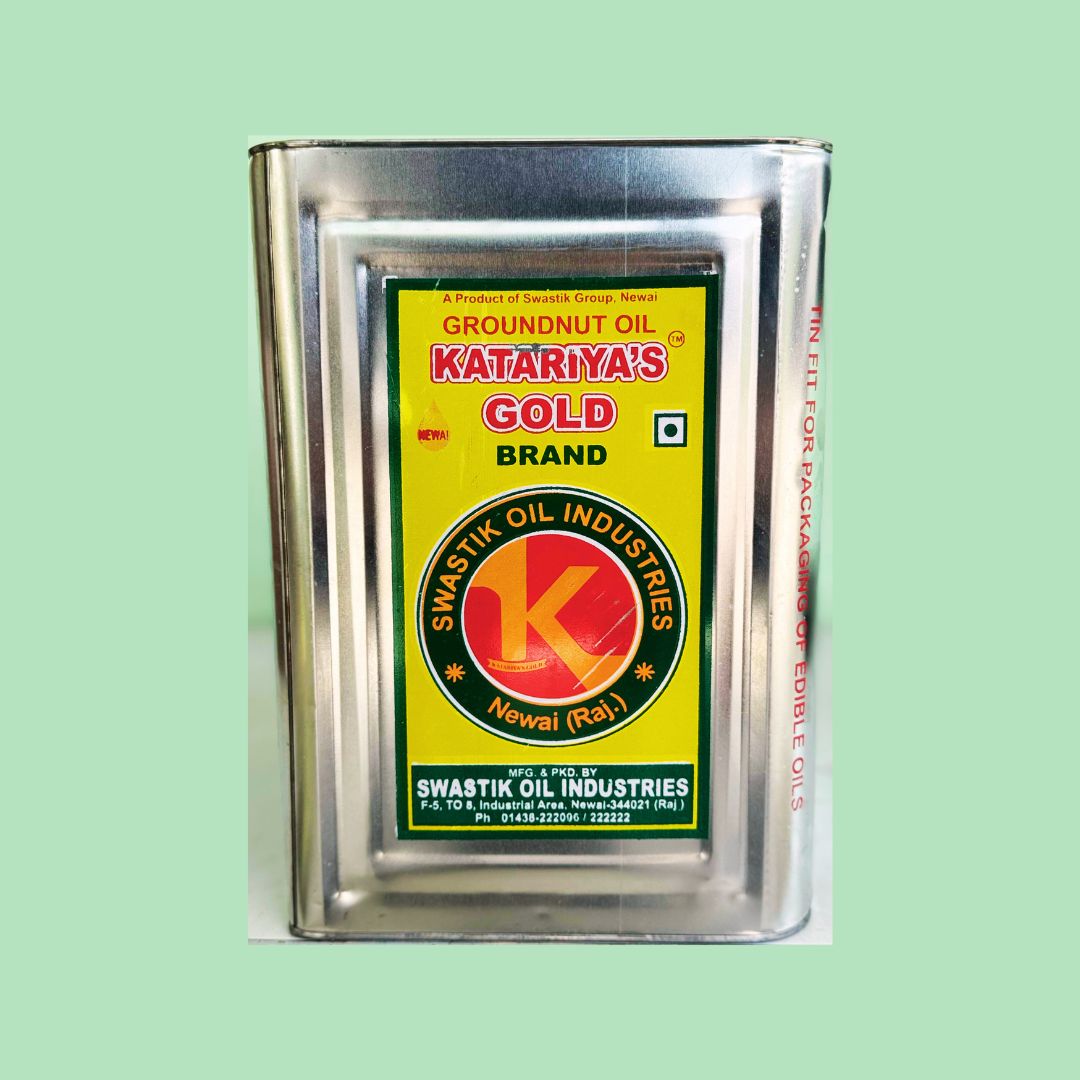 A Product of Swastik Group, Newai
GROUNDNUT OIL
KATARIYA'S
TM
GOLD
NEWAI
BRAND
SWASTIK OIL INDUSTRIES
K
KATARIYA'S GOLD
Newai (Raj.)
MFG. & PKD. BY
SWASTIK OIL INDUSTRIES
F-5, TO 8, Industrial Area, Newai-344021 (Raj)
Ph 01438-222096 / 222222
TIN FIT FOR PACKAGING OF EDIBLE OILS